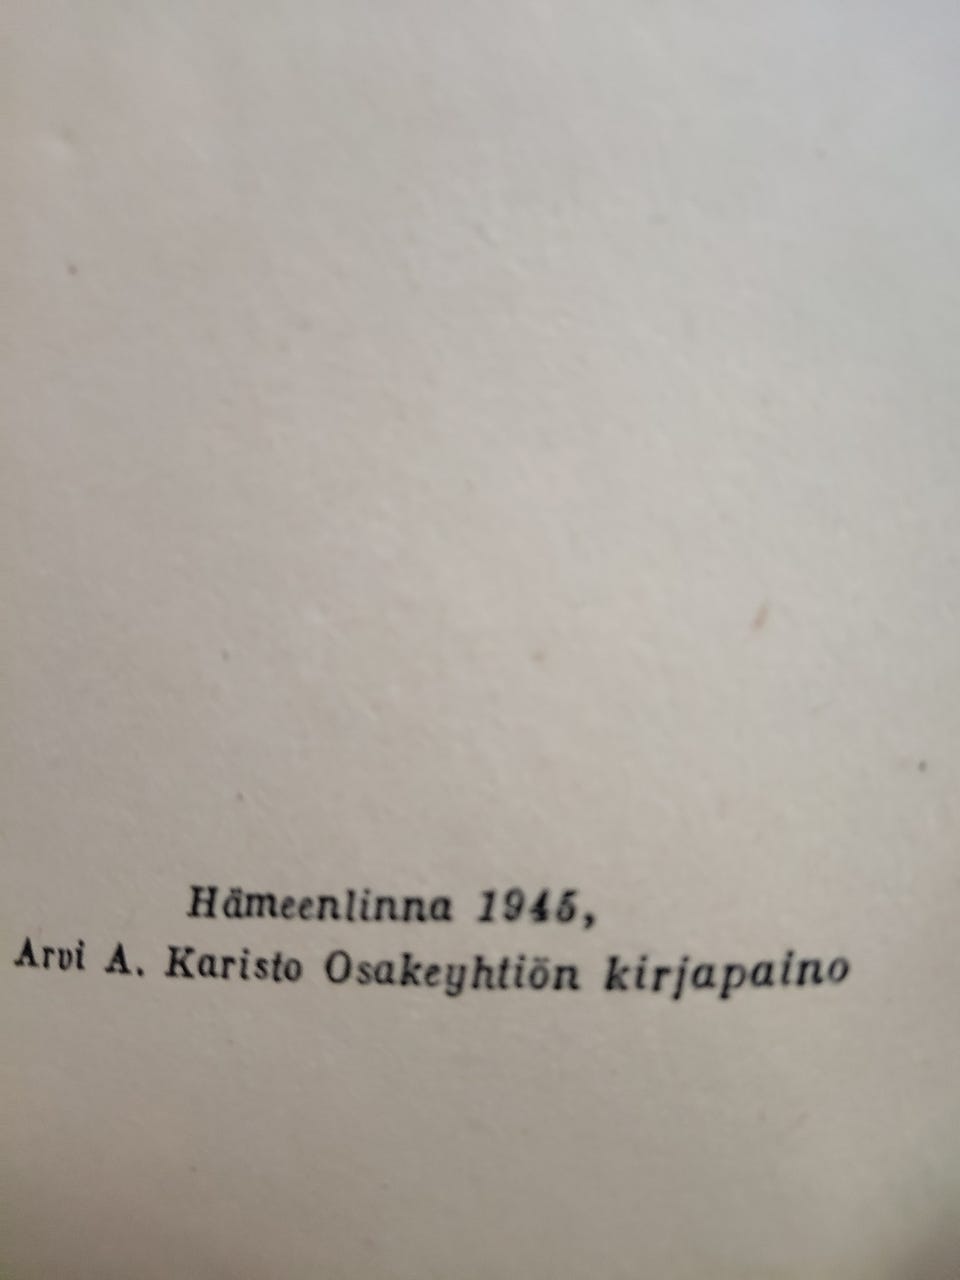 Hämeenlinna 1945,
Arvi A. Karisto Osakeyhtiön kirjapaino